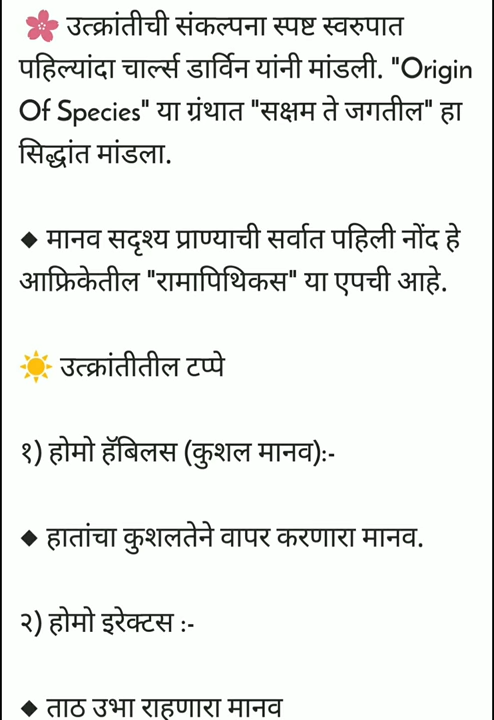 🌸 उत्क्रांतीची संकल्पना स्पष्ट स्वरुपात
पहिल्यांदा चार्ल्स डार्विन यांनी मांडली. "Origin
Of Species" या ग्रंथात "सक्षम ते जगतील" हा
सिद्धांत मांडला.
◆ मानव सदृश्य प्राण्याची सर्वात पहिली नोंद हे
आफ्रिकेतील "रामापिथिकस" या एपची आहे.
☀️ उत्क्रांतीतील टप्पे
१) होमो हॅबिलस (कुशल मानव):-
◆ हातांचा कुशलतेने वापर करणारा मानव.
२) होमो इरेक्टस :-
◆ ताठ उभा राहणारा मानव